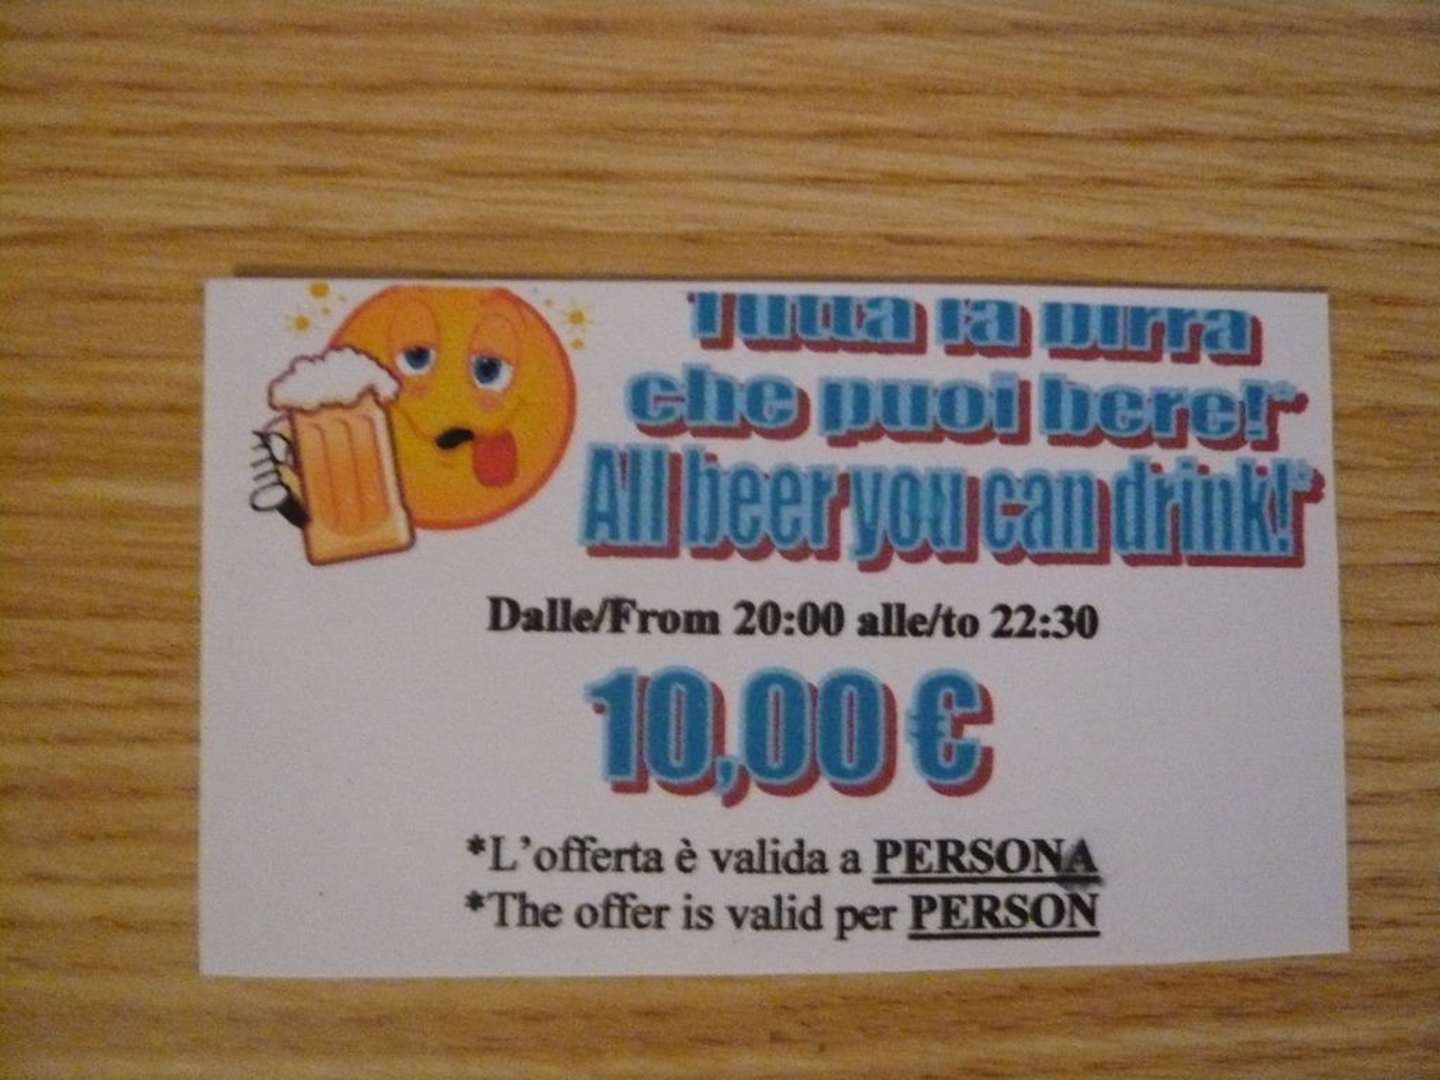 Tutta la birra
che puoi bere!*
All beer you can drink!*
Dalle/From 20:00 alle/to 22:30
10,00 €
*L'offerta è valida a PERSONA
*The offer is valid per PERSON